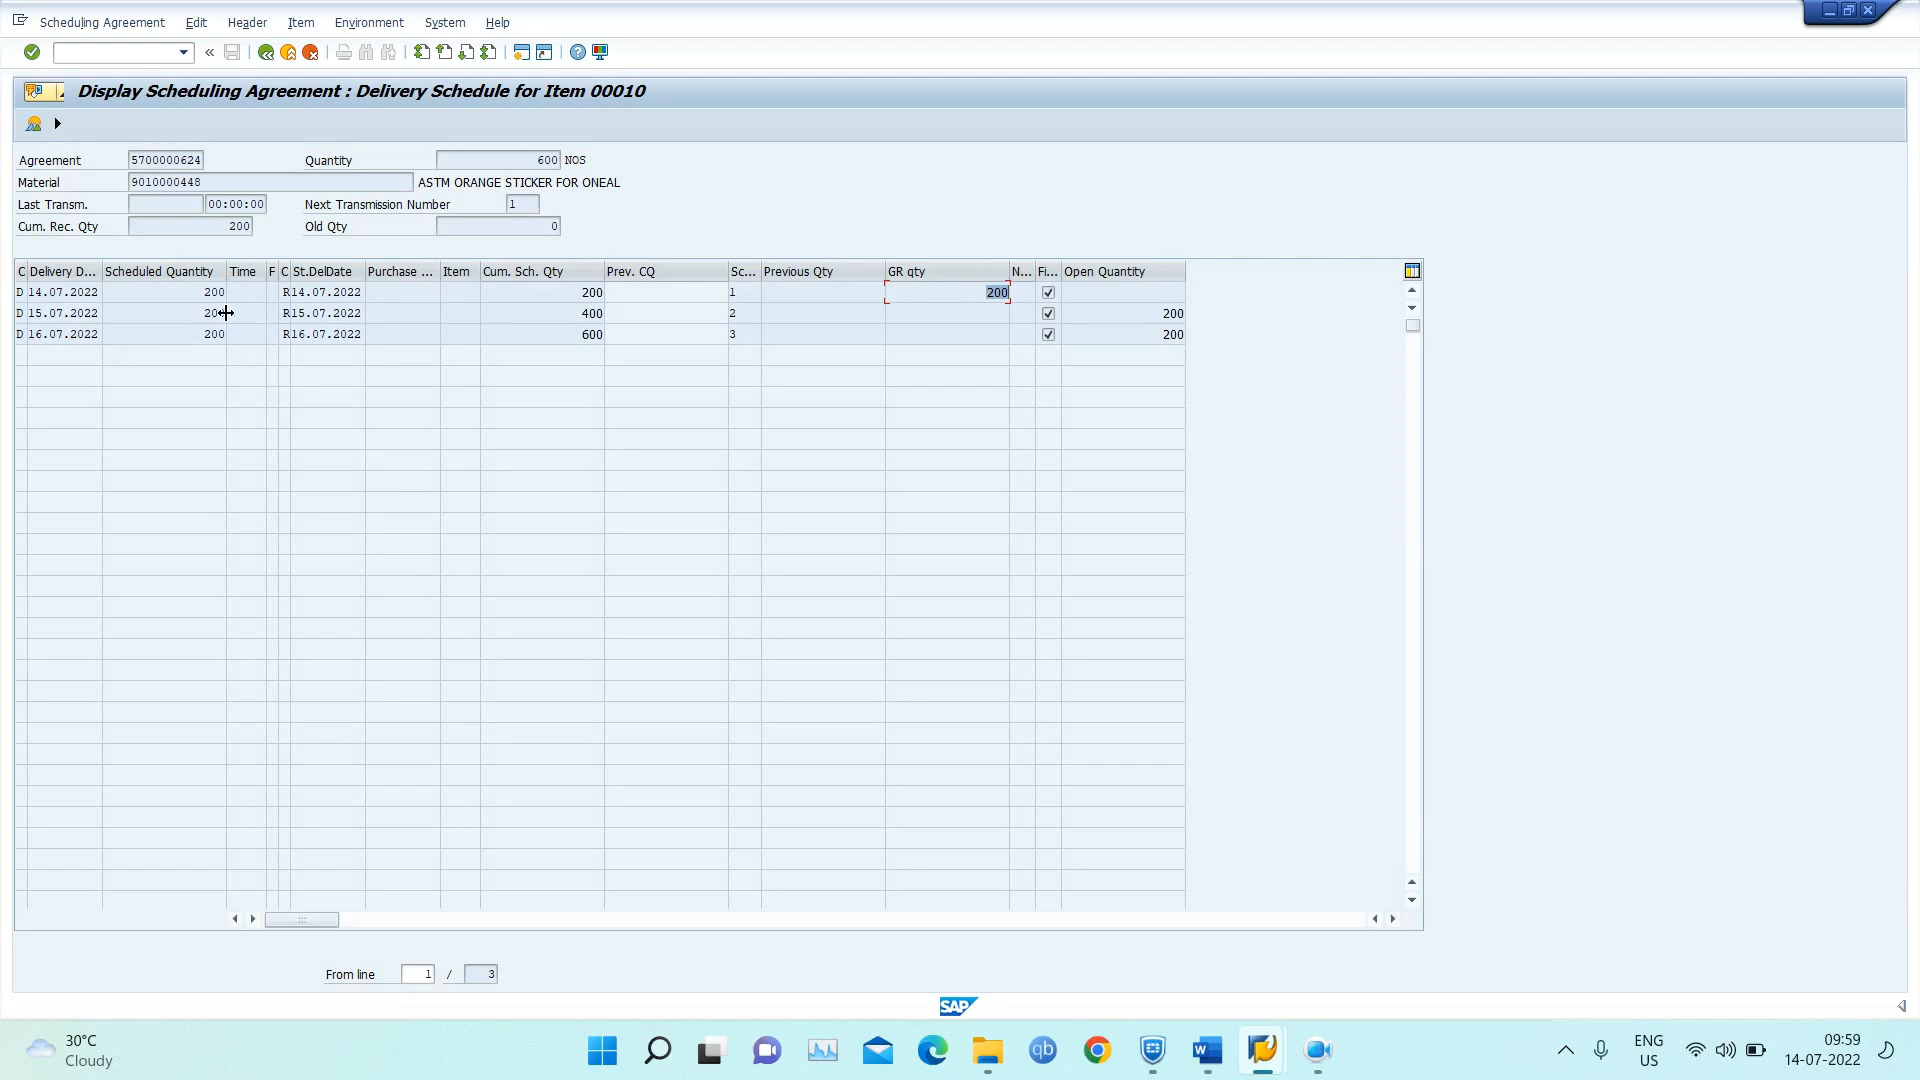 Scheduling Agreement Edit Header Item Environment System Help
Display Scheduling Agreement : Delivery Schedule for Item 00010
Agreement 5700000624 Quantity 600 NOS
Material 9010000448 ASTM ORANGE STICKER FOR ONEAL
Last Transm. 00:00:00 Next Transmission Number 1
Cum. Rec. Qty 200 Old Qty 0
C Delivery D... Scheduled Quantity Time F C St.DelDate Purchase ... Item Cum. Sch. Qty Prev. CQ Sc... Previous Qty GR qty N... Fi... Open Quantity
D 14.07.2022 200 R 14.07.2022 200 1 200
D 15.07.2022 200 R 15.07.2022 400 2 200
D 16.07.2022 200 R 16.07.2022 600 3 200
From line 1 / 3
SAP
30°C
Cloudy
qb
W
ENG
US
09:59
14-07-2022